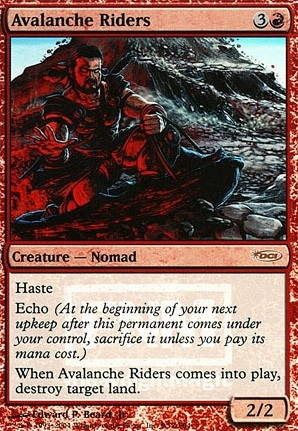 Avalanche Riders 3
Creature — Nomad
DCI
Haste
Echo (At the beginning of your next
upkeep after this permanent comes under
your control, sacrifice it unless you pay its
mana cost.)
When Avalanche Riders comes into play,
destroy target land.
Edward P. Beard, Jr.
2/2